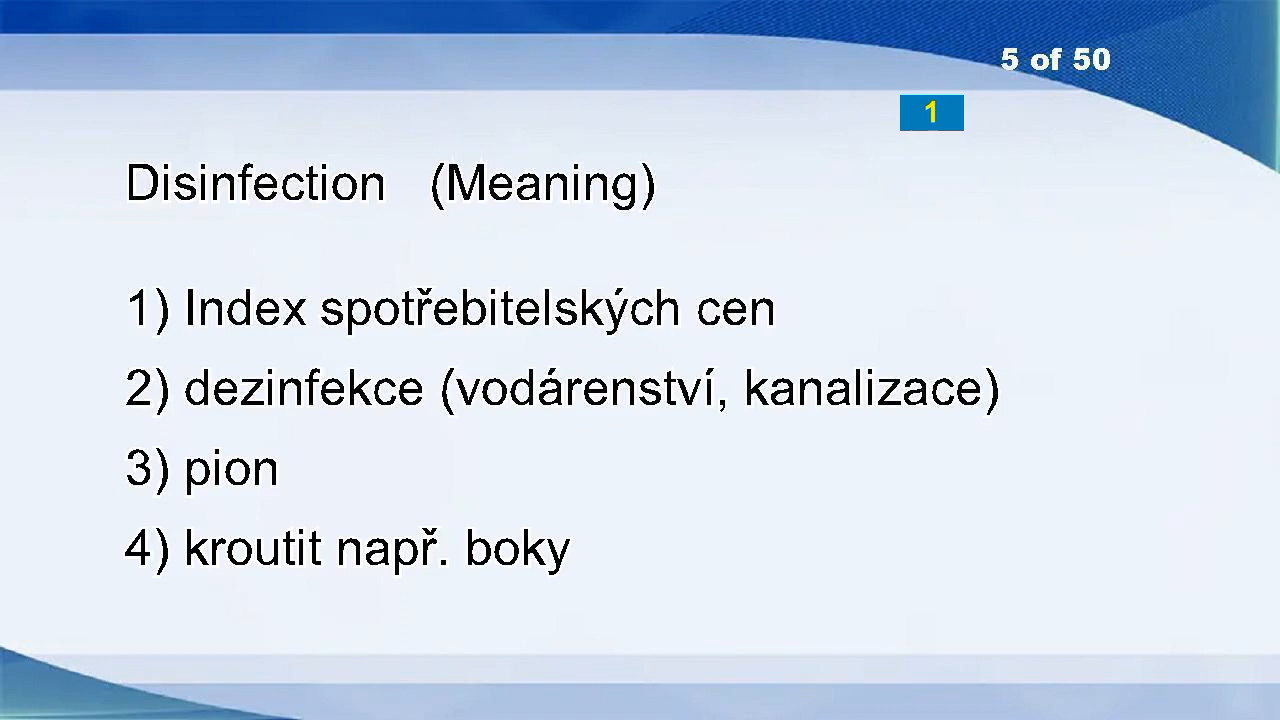 5 of 50
1
Disinfection (Meaning)
1) Index spotřebitelských cen
2) dezinfekce (vodárenství, kanalizace)
3) pion
4) kroutit např. boky